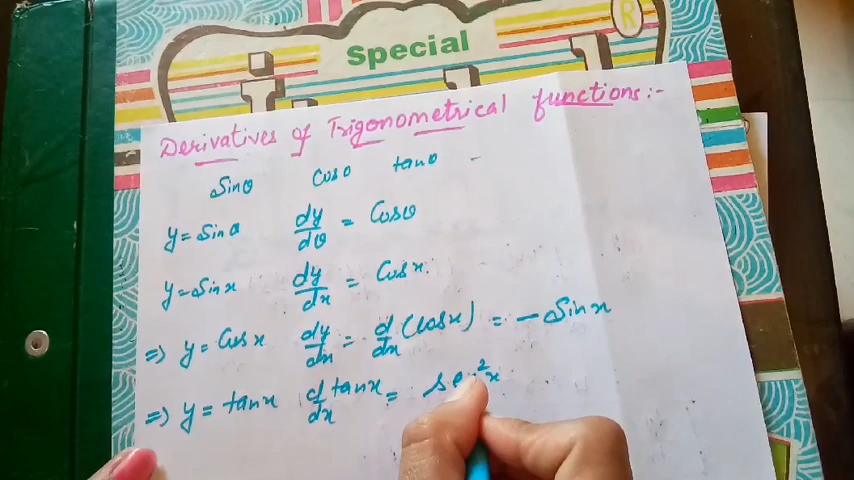 Special
R
Derivatives of Trigonometrical functions:-
Sinθ Cosθ tanθ -
y = Sinθ dy/dθ = Cosθ
y = Sinx dy/dx = Cosx.
=> y = Cosx dy/dx = d/dx (Cosx) = - Sinx
=> y = tanx d/dx tanx = Sec²x